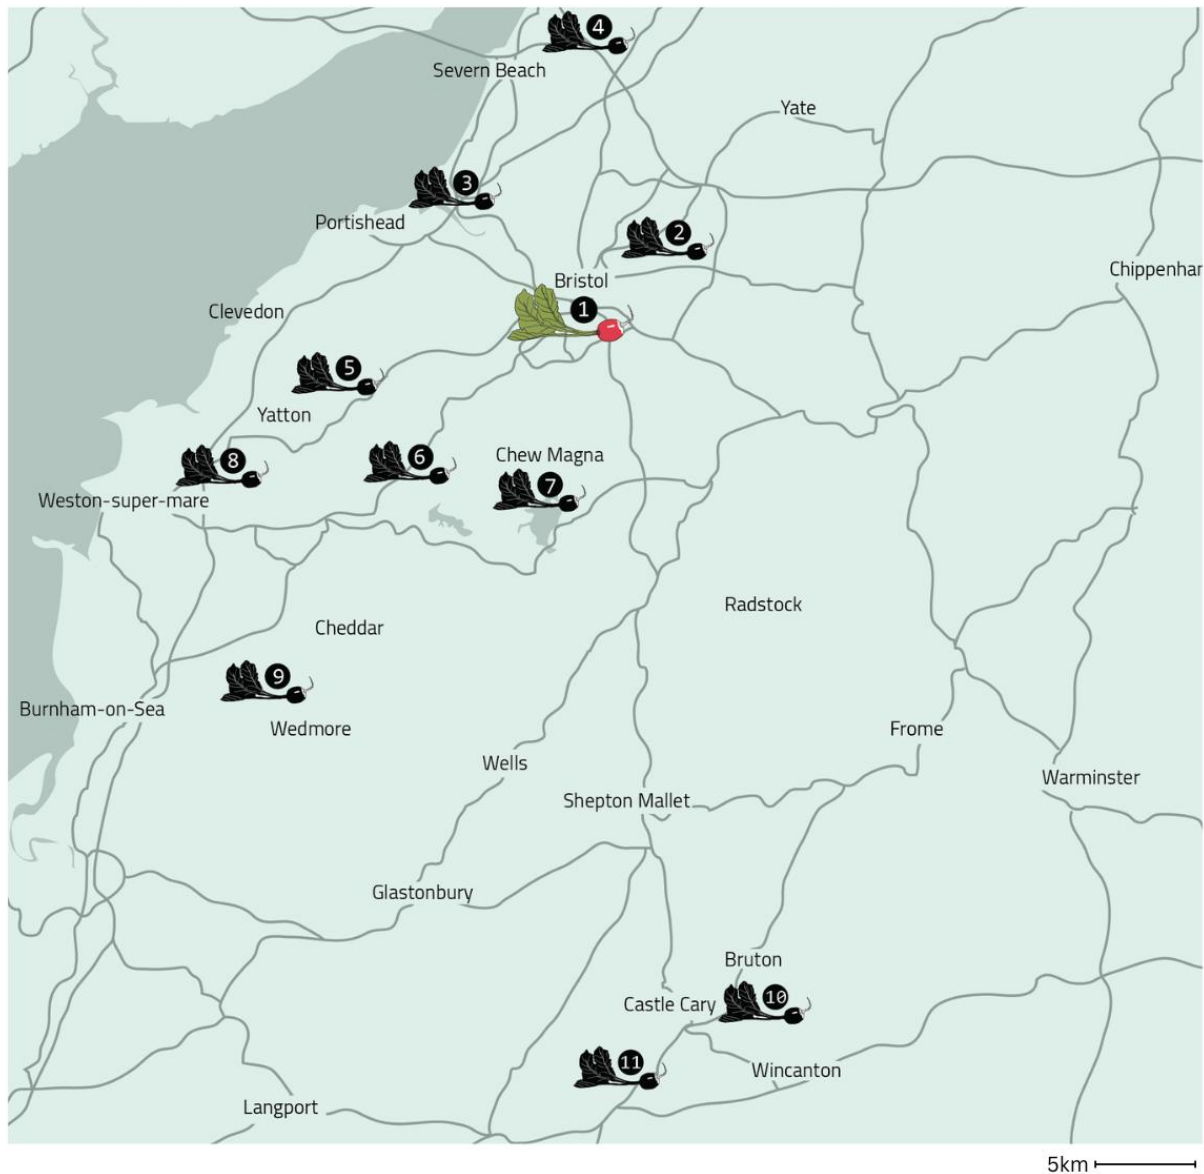 4
Severn Beach
Yate
3
Portishead
2
Chippenham
Bristol
1
Clevedon
5
Yatton
8
6
Chew Magna
7
Weston-super-mare
Radstock
Cheddar
9
Burnham-on-Sea
Wedmore
Frome
Wells
Warminster
Shepton Mallet
Glastonbury
Bruton
10
Castle Cary
11
Wincanton
Langport
5km